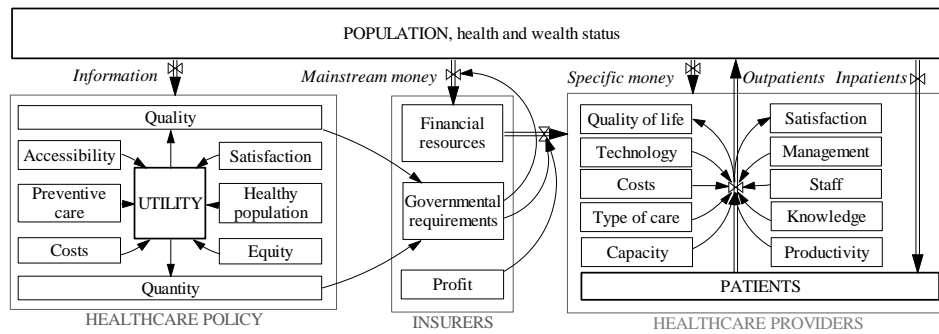 POPULATION, health and wealth status
Information
Mainstream money
Specific money
Outpatients
Inpatients
Quality
Accessibility
Satisfaction
Preventive
care
UTILITY
Healthy
population
Costs
Equity
Quantity
HEALTHCARE POLICY
Financial
resources
Governmental
requirements
Profit
INSURERS
Quality of life
Satisfaction
Technology
Management
Costs
Staff
Type of care
Knowledge
Capacity
Productivity
PATIENTS
HEALTHCARE PROVIDERS